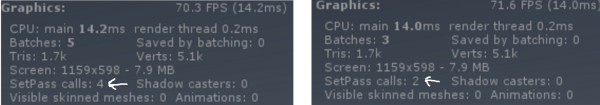 Graphics: 70.3 FPS (14.2ms)
CPU: main 14.2ms render thread 0.2ms
Batches: 5 Saved by batching: 0
Tris: 1.7k Verts: 5.1k
Screen: 1159x598 - 7.9 MB
SetPass calls: 4 Shadow casters: 0
Visible skinned meshes: 0 Animations: 0
Graphics: 71.6 FPS (14.0ms)
CPU: main 14.0ms render thread 0.2ms
Batches: 3 Saved by batching: 0
Tris: 1.7k Verts: 5.1k
Screen: 1159x598 - 7.9 MB
SetPass calls: 2 Shadow casters: 0
Visible skinned meshes: 0 Animations: 0